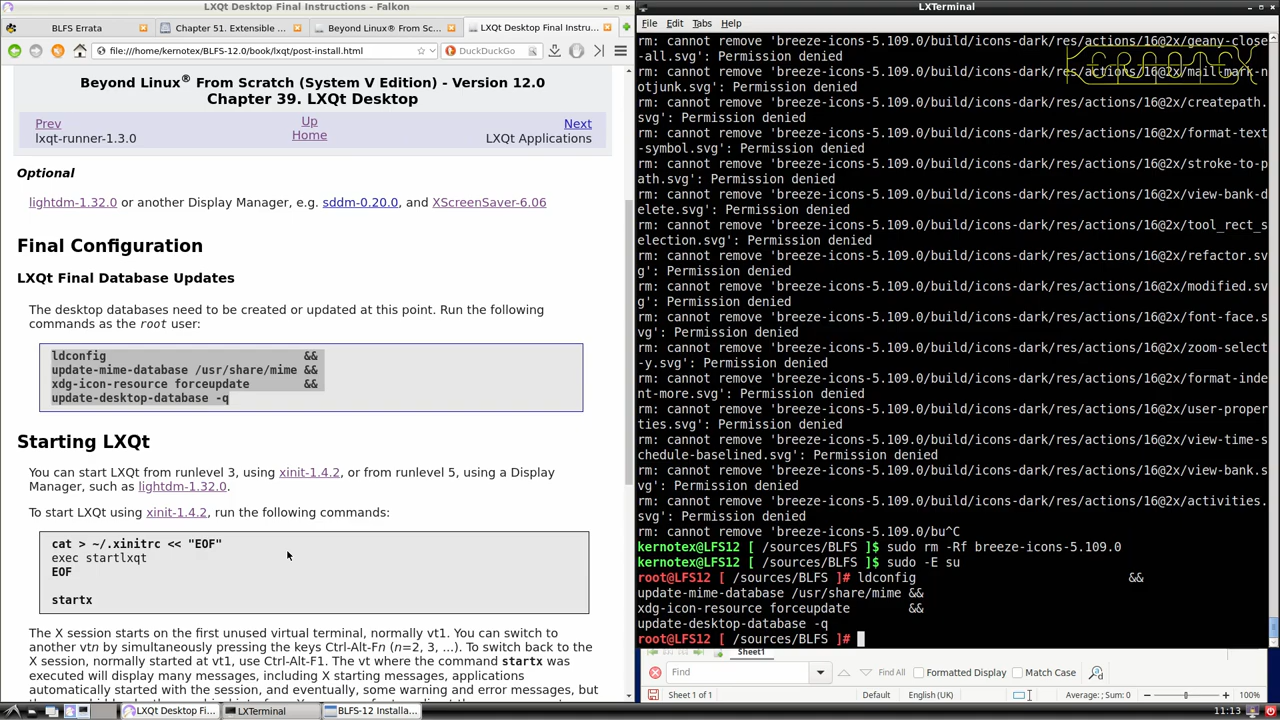 LXQt Desktop Final Instructions - Falkon
BLFS Errata
Chapter 51. Extensible ...
Beyond Linux® From Sc...
LXQt Desktop Final Instr...
file:///home/kernotex/BLFS-12.0/book/lxqt/post-install.html
DuckDuckGo
Beyond Linux® From Scratch (System V Edition) - Version 12.0
Chapter 39. LXQt Desktop
Prev
Up
Next
lxqt-runner-1.3.0
Home
LXQt Applications
Optional
lightdm-1.32.0 or another Display Manager, e.g. sddm-0.20.0, and XScreenSaver-6.06
Final Configuration
LXQt Final Database Updates
The desktop databases need to be created or updated at this point. Run the following
commands as the root user:
ldconfig &&
update-mime-database /usr/share/mime &&
xdg-icon-resource forceupdate &&
update-desktop-database -q
Starting LXQt
You can start LXQt from runlevel 3, using xinit-1.4.2, or from runlevel 5, using a Display
Manager, such as lightdm-1.32.0.
To start LXQt using xinit-1.4.2, run the following commands:
cat > ~/.xinitrc << "EOF"
exec startlxqt
EOF
startx
The X session starts on the first unused virtual terminal, normally vt1. You can switch to
another vtn by simultaneously pressing the keys Ctrl-Alt-Fn (n=2, 3, ...). To switch back to the
X session, normally started at vt1, use Ctrl-Alt-F1. The vt where the command startx was
executed will display many messages, including X starting messages, applications
automatically started with the session, and eventually, some warning and error messages, but
LXTerminal
File Edit Tabs Help
rm: cannot remove 'breeze-icons-5.109.0/build/icons-dark/res/actions/16@2x/geany-close
-all.svg': Permission denied
rm: cannot remove 'breeze-icons-5.109.0/build/icons-dark/res/actions/16@2x/mail-mark-n
otjunk.svg': Permission denied
rm: cannot remove 'breeze-icons-5.109.0/build/icons-dark/res/actions/16@2x/createpath.
svg': Permission denied
rm: cannot remove 'breeze-icons-5.109.0/build/icons-dark/res/actions/16@2x/format-text
-symbol.svg': Permission denied
rm: cannot remove 'breeze-icons-5.109.0/build/icons-dark/res/actions/16@2x/stroke-to-p
ath.svg': Permission denied
rm: cannot remove 'breeze-icons-5.109.0/build/icons-dark/res/actions/16@2x/view-bank-d
elete.svg': Permission denied
rm: cannot remove 'breeze-icons-5.109.0/build/icons-dark/res/actions/16@2x/tool_rect_s
election.svg': Permission denied
rm: cannot remove 'breeze-icons-5.109.0/build/icons-dark/res/actions/16@2x/refactor.sv
g': Permission denied
rm: cannot remove 'breeze-icons-5.109.0/build/icons-dark/res/actions/16@2x/modified.sv
g': Permission denied
rm: cannot remove 'breeze-icons-5.109.0/build/icons-dark/res/actions/16@2x/font-face.s
vg': Permission denied
rm: cannot remove 'breeze-icons-5.109.0/build/icons-dark/res/actions/16@2x/zoom-select
-y.svg': Permission denied
rm: cannot remove 'breeze-icons-5.109.0/build/icons-dark/res/actions/16@2x/format-inde
nt-more.svg': Permission denied
rm: cannot remove 'breeze-icons-5.109.0/build/icons-dark/res/actions/16@2x/user-proper
ties.svg': Permission denied
rm: cannot remove 'breeze-icons-5.109.0/build/icons-dark/res/actions/16@2x/view-time-s
chedule-baselined.svg': Permission denied
rm: cannot remove 'breeze-icons-5.109.0/build/icons-dark/res/actions/16@2x/view-bank.s
vg': Permission denied
rm: cannot remove 'breeze-icons-5.109.0/build/icons-dark/res/actions/16@2x/activities.
svg': Permission denied
rm: cannot remove 'breeze-icons-5.109.0/bu^C
kernotex@LFS12 [ /sources/BLFS ]$ sudo rm -Rf breeze-icons-5.109.0
kernotex@LFS12 [ /sources/BLFS ]$ sudo -E su
root@LFS12 [ /sources/BLFS ]# ldconfig &&
update-mime-database /usr/share/mime &&
xdg-icon-resource forceupdate &&
update-desktop-database -q
root@LFS12 [ /sources/BLFS ]#
KERNOTEX
Sheet1
Find
Find All
Formatted Display
Match Case
Sheet 1 of 1
Default
English (UK)
Average: ; Sum: 0
100%
LXQt Desktop Fi...
LXTerminal
BLFS-12 Installa...
11:13